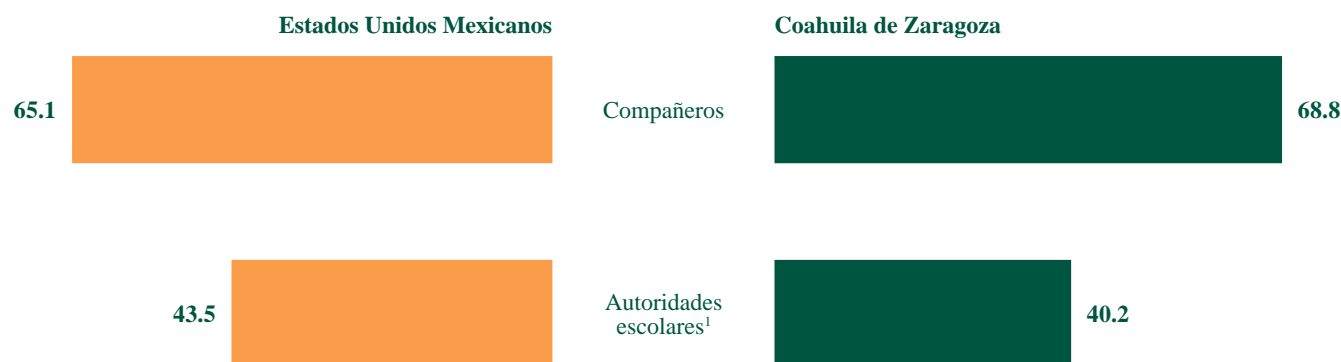 Estados Unidos Mexicanos
Coahuila de Zaragoza
65.1
Compañeros
68.8
43.5
Autoridades
escolares¹
40.2